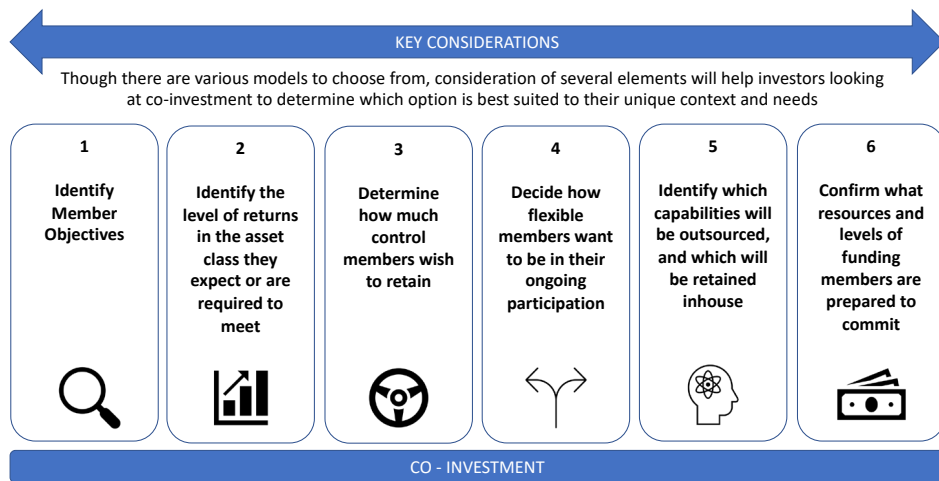 KEY CONSIDERATIONS
Though there are various models to choose from, consideration of several elements will help investors looking
at co-investment to determine which option is best suited to their unique context and needs
1
Identify
Member
Objectives
2
Identify the
level of returns
in the asset
class they
expect or are
required to
meet
3
Determine
how much
control
members wish
to retain
4
Decide how
flexible
members want
to be in their
ongoing
participation
5
Identify which
capabilities will
be outsourced,
and which will
be retained
inhouse
6
Confirm what
resources and
levels of
funding
members are
prepared to
commit
CO - INVESTMENT